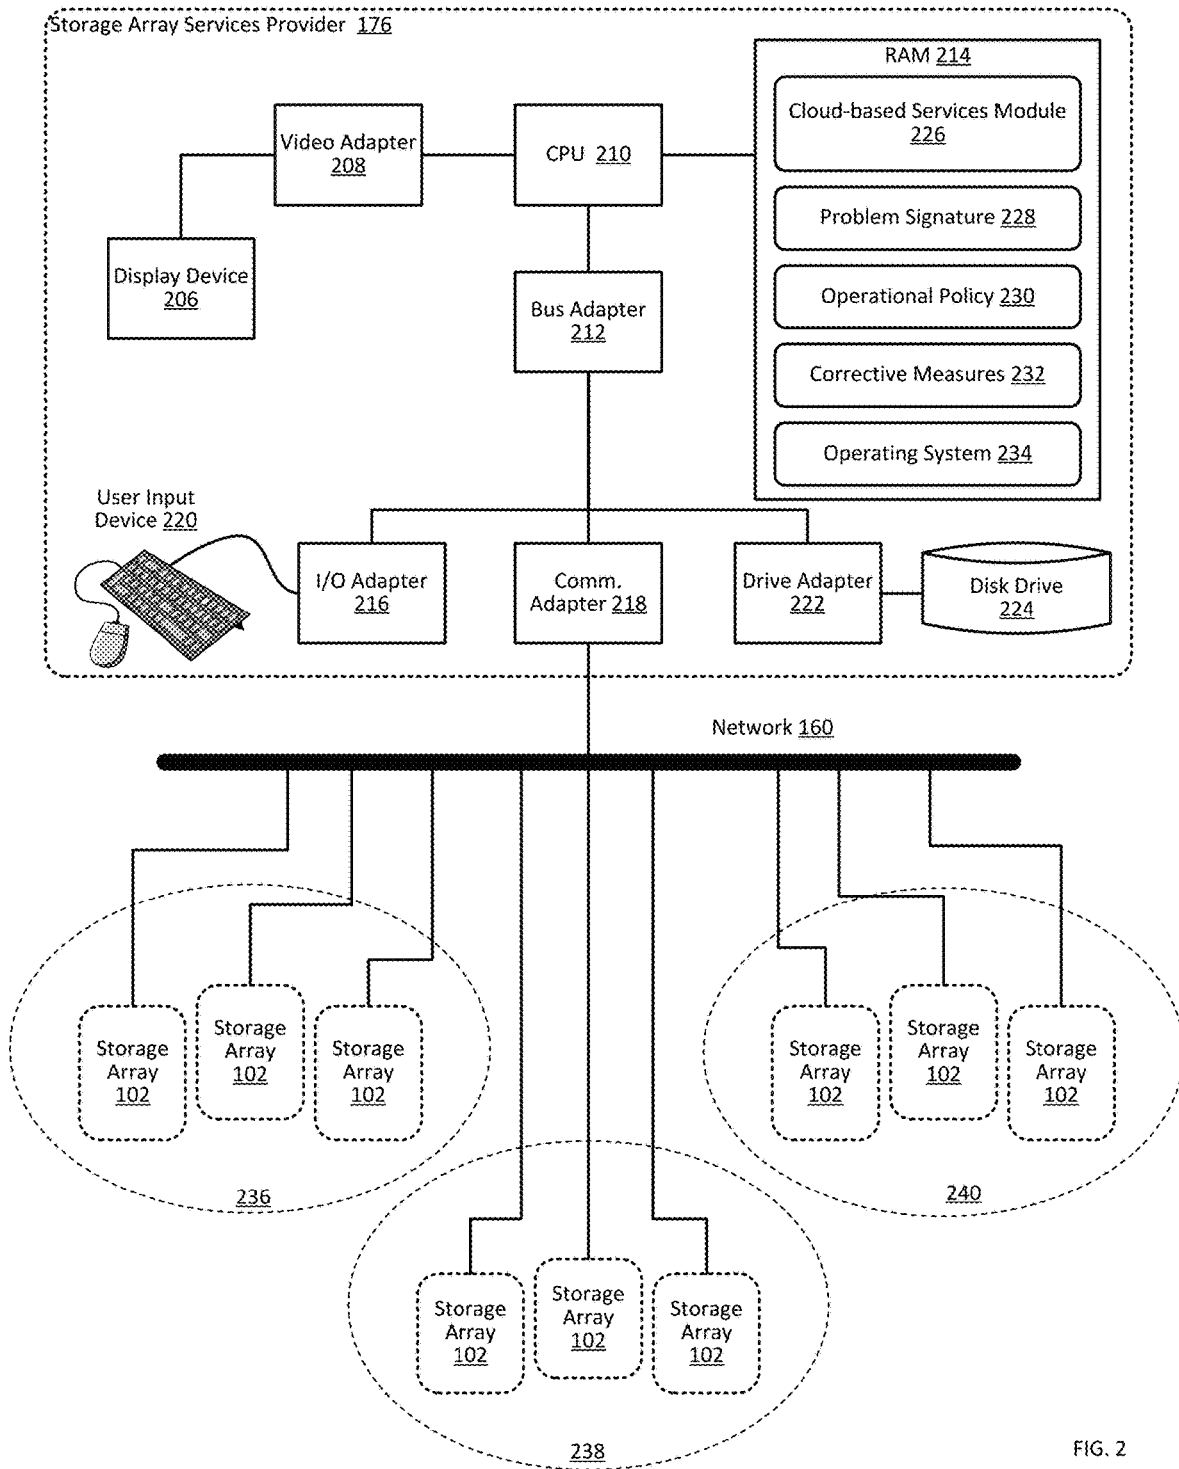 Storage Array Services Provider 176
RAM 214
Cloud-based Services Module
226
Video Adapter
208
CPU 210
Problem Signature 228
Display Device
206
Bus Adapter
212
Operational Policy 230
Corrective Measures 232
Operating System 234
User Input
Device 220
I/O Adapter
216
Comm.
Adapter 218
Drive Adapter
222
Disk Drive
224
Network 160
Storage
Array
102
Storage
Array
102
Storage
Array
102
236
Storage
Array
102
Storage
Array
102
Storage
Array
102
240
Storage
Array
102
Storage
Array
102
Storage
Array
102
238
FIG. 2